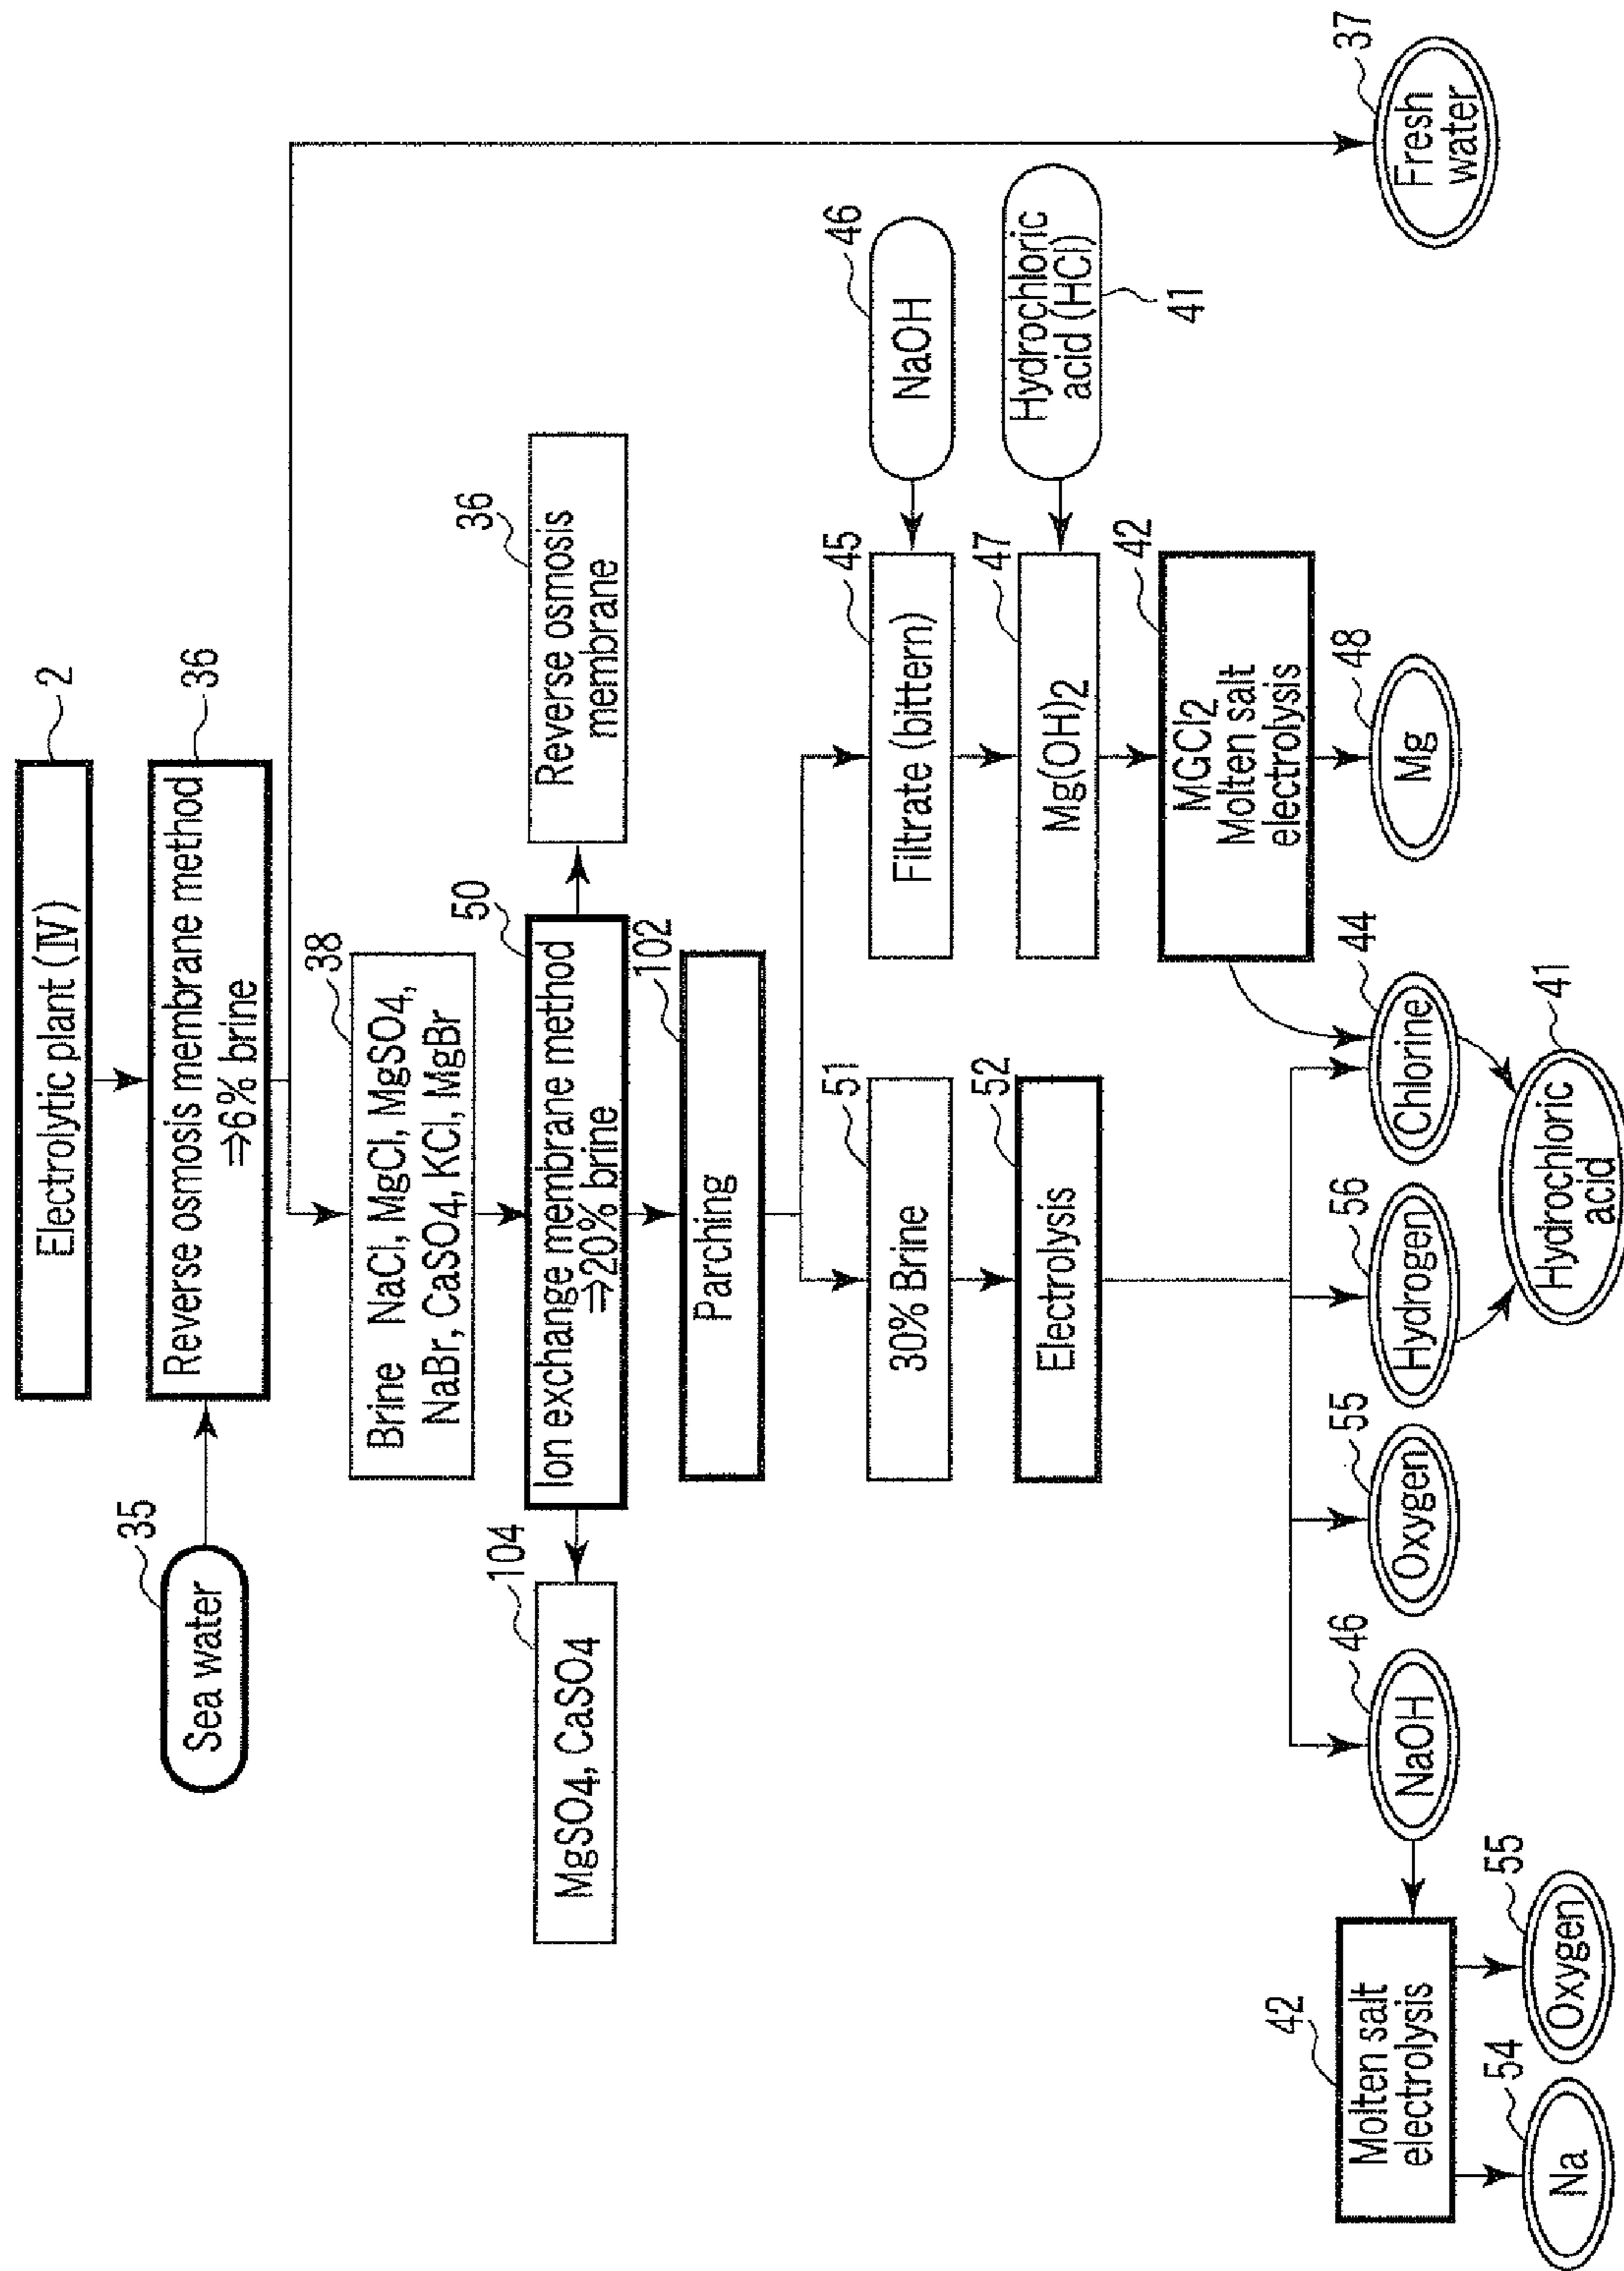 Electrolytic plant (IV)
2
Sea water
35
Reverse osmosis membrane method
⇒6% brine
36
Brine NaCl, MgCl, MgSO4,
NaBr, CaSO4, KCl, MgBr
38
MgSO4, CaSO4
104
Ion exchange membrane method
⇒20% brine
50
Reverse osmosis
membrane
36
Parching
102
30% Brine
51
Filtrate (bittern)
45
NaOH
46
Electrolysis
52
Mg(OH)2
47
Hydrochloric
acid (HCl)
41
MGCl2
Molten salt
electrolysis
42
NaOH
46
Oxygen
55
Hydrogen
56
Chlorine
44
Mg
48
Fresh
water
37
Molten salt
electrolysis
42
Na
54
Oxygen
55
Hydrochloric
acid
41